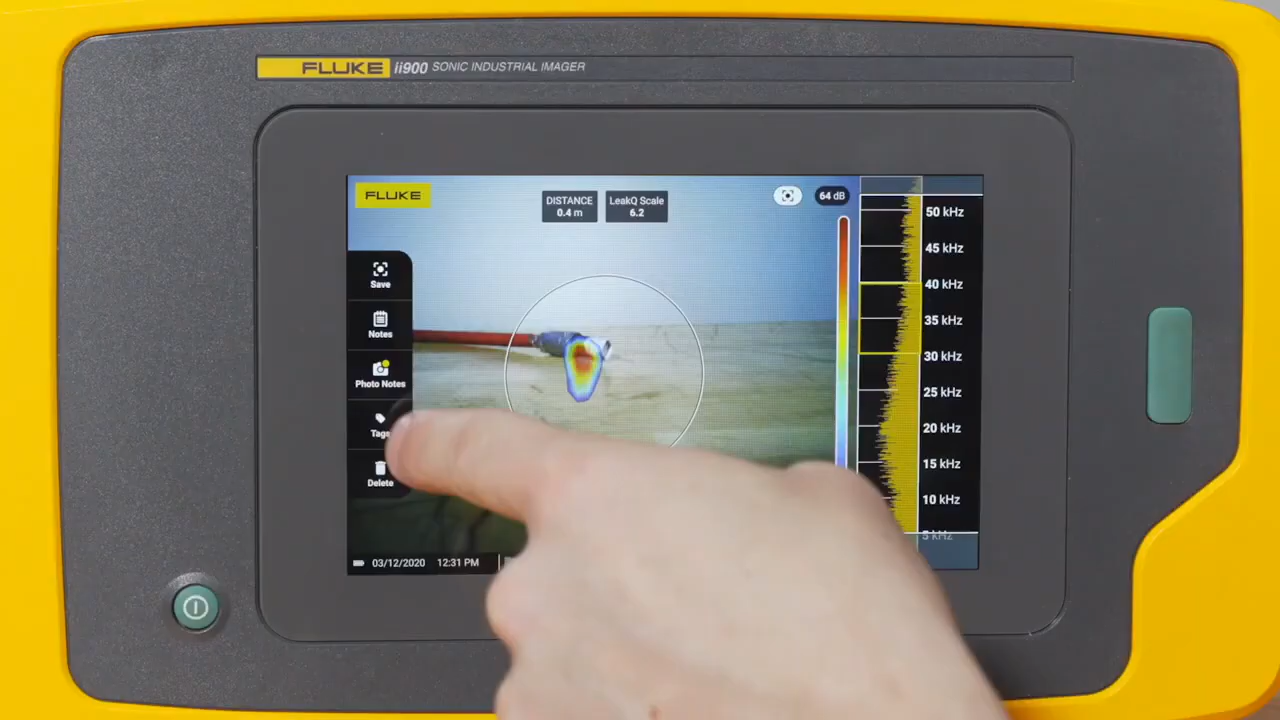 FLUKE ii900 SONIC INDUSTRIAL IMAGER
FLUKE
DISTANCE
0.4 m
LeakQ Scale
6.2
64 dB
Save
Notes
Photo Notes
Tags
Delete
50 kHz
45 kHz
40 kHz
35 kHz
30 kHz
25 kHz
20 kHz
15 kHz
10 kHz
5 kHz
03/12/2020 12:31 PM